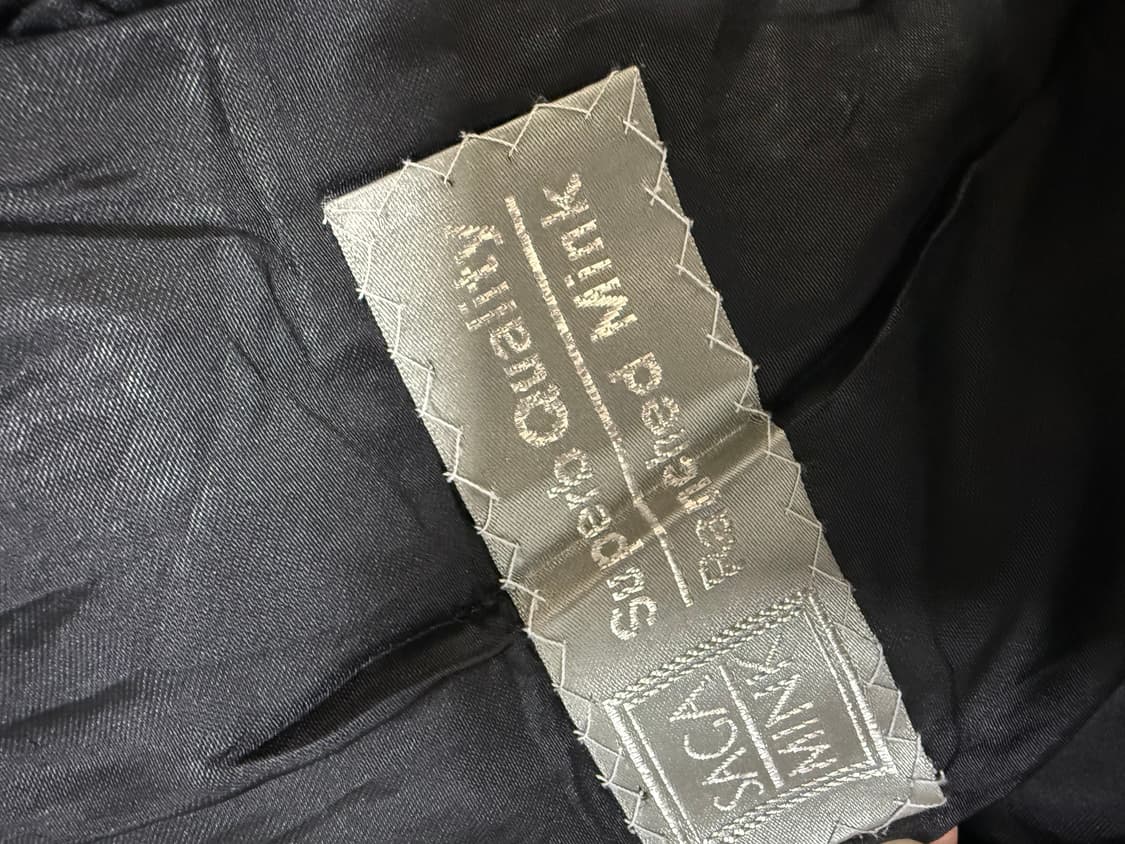 SAGA
MINK
Superb Quality
Ranched Mink